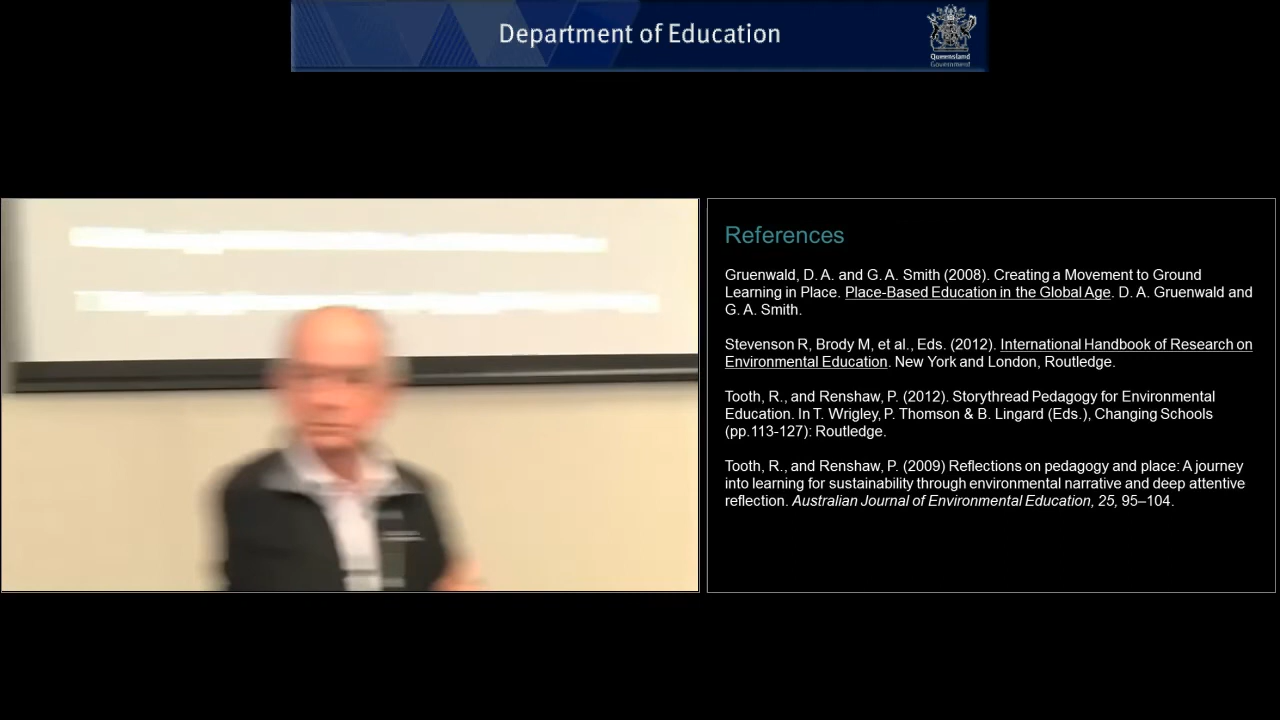 Department of Education
Queensland
Government
References
Gruenwald, D. A. and G. A. Smith (2008). Creating a Movement to Ground
Learning in Place. Place-Based Education in the Global Age. D. A. Gruenwald and
G. A. Smith.
Stevenson R, Brody M, et al., Eds. (2012). International Handbook of Research on
Environmental Education. New York and London, Routledge.
Tooth, R., and Renshaw, P. (2012). Storythread Pedagogy for Environmental
Education. In T. Wrigley, P. Thomson & B. Lingard (Eds.), Changing Schools
(pp.113-127): Routledge.
Tooth, R., and Renshaw, P. (2009) Reflections on pedagogy and place: A journey
into learning for sustainability through environmental narrative and deep attentive
reflection. Australian Journal of Environmental Education, 25, 95–104.